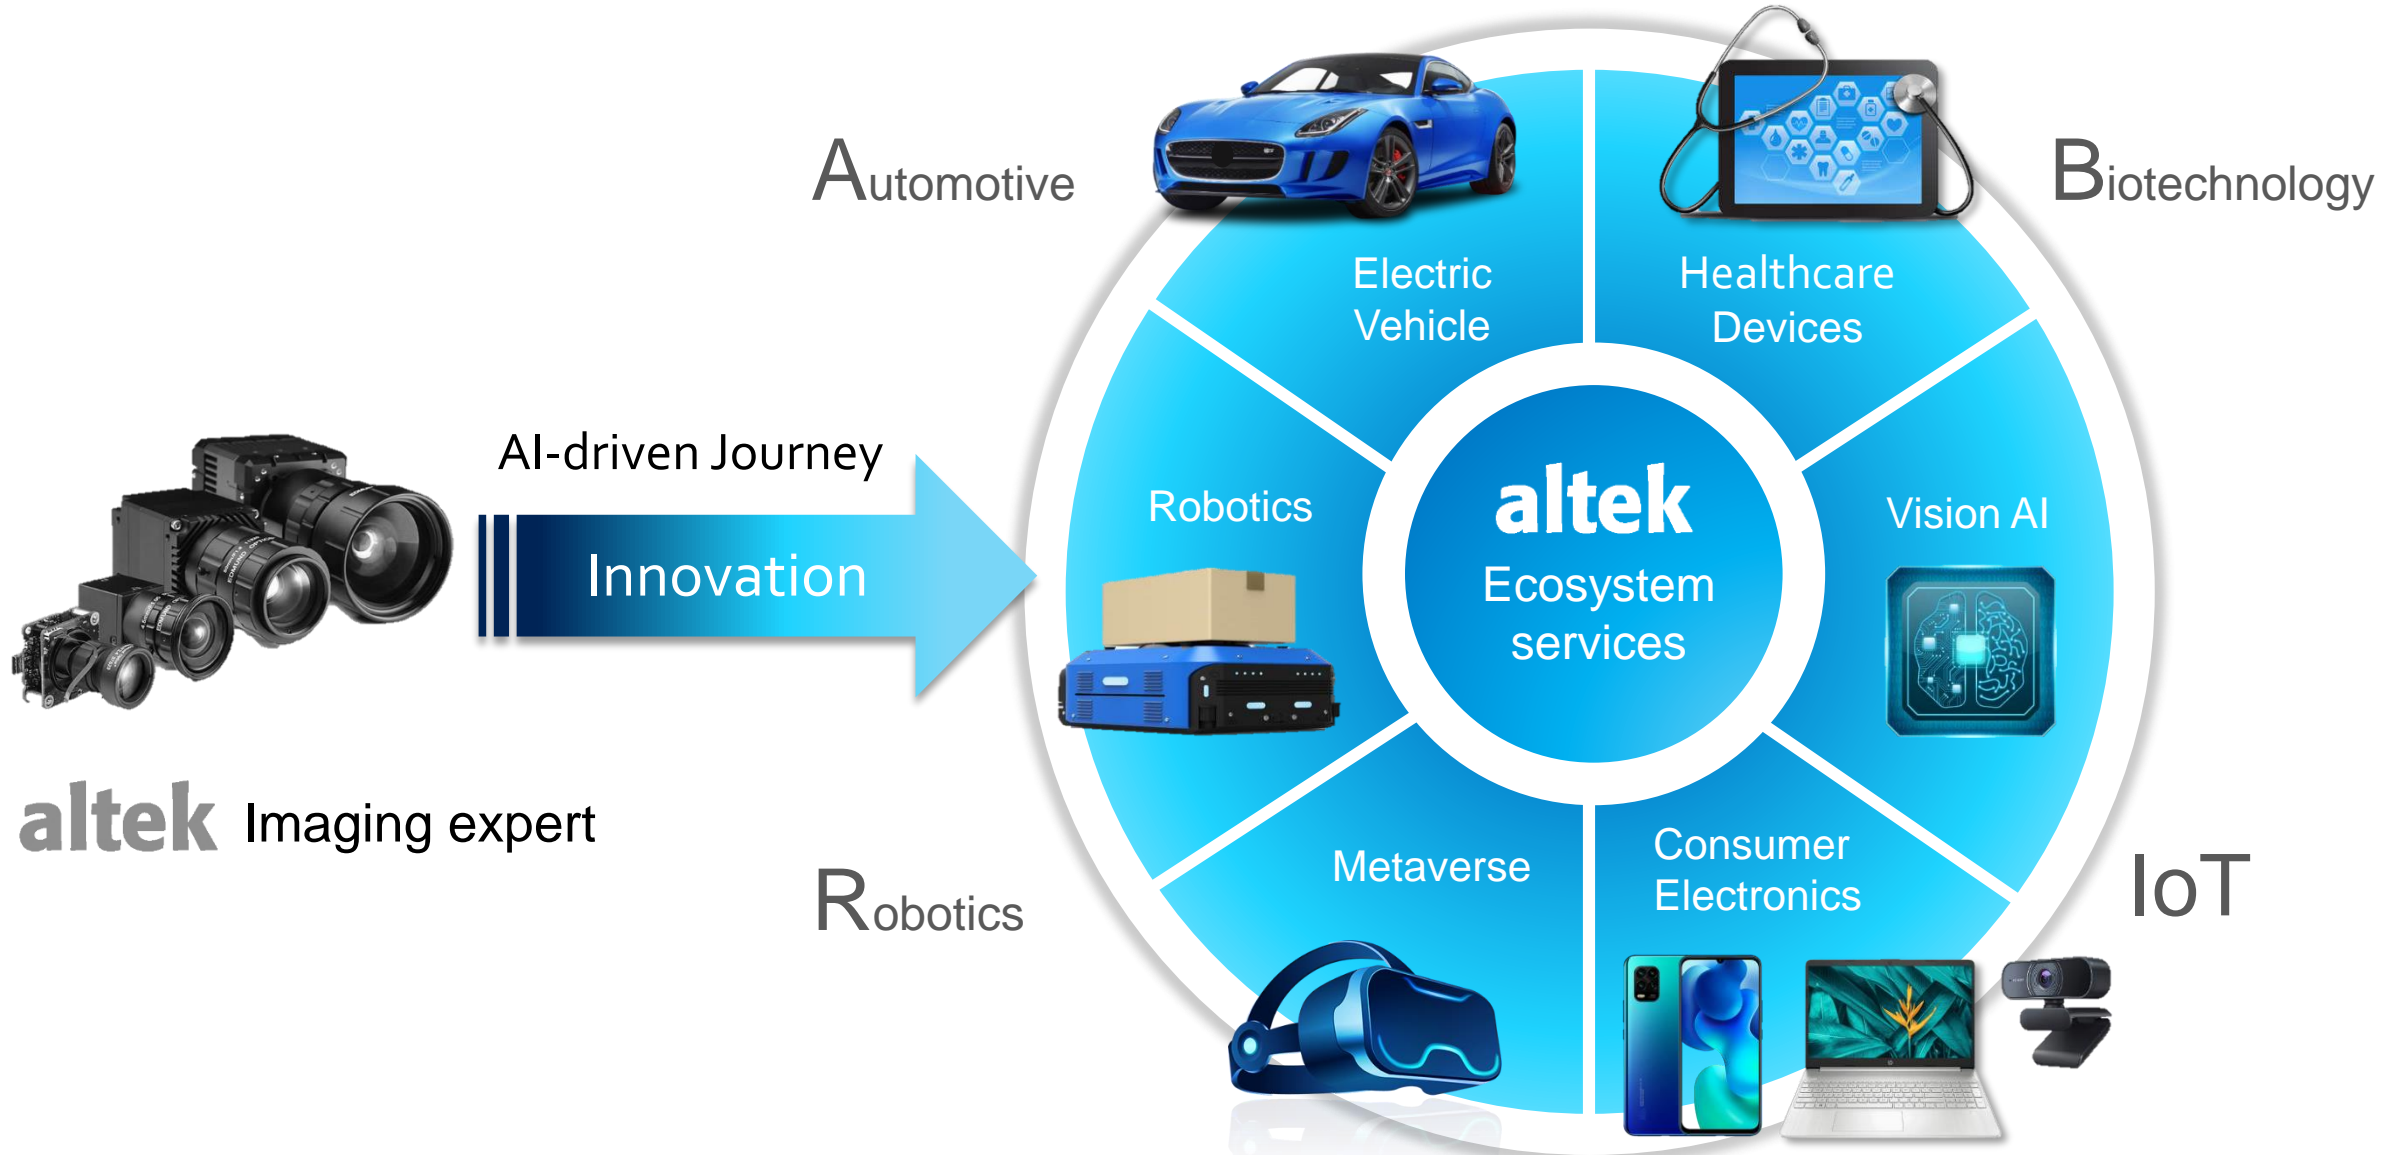 Automotive
Biotechnology
Electric
Vehicle
Healthcare
Devices
AI-driven Journey
Innovation
Robotics
altek
Ecosystem
services
Vision AI
altek Imaging expert
Robotics
Metaverse
Consumer
Electronics
IoT